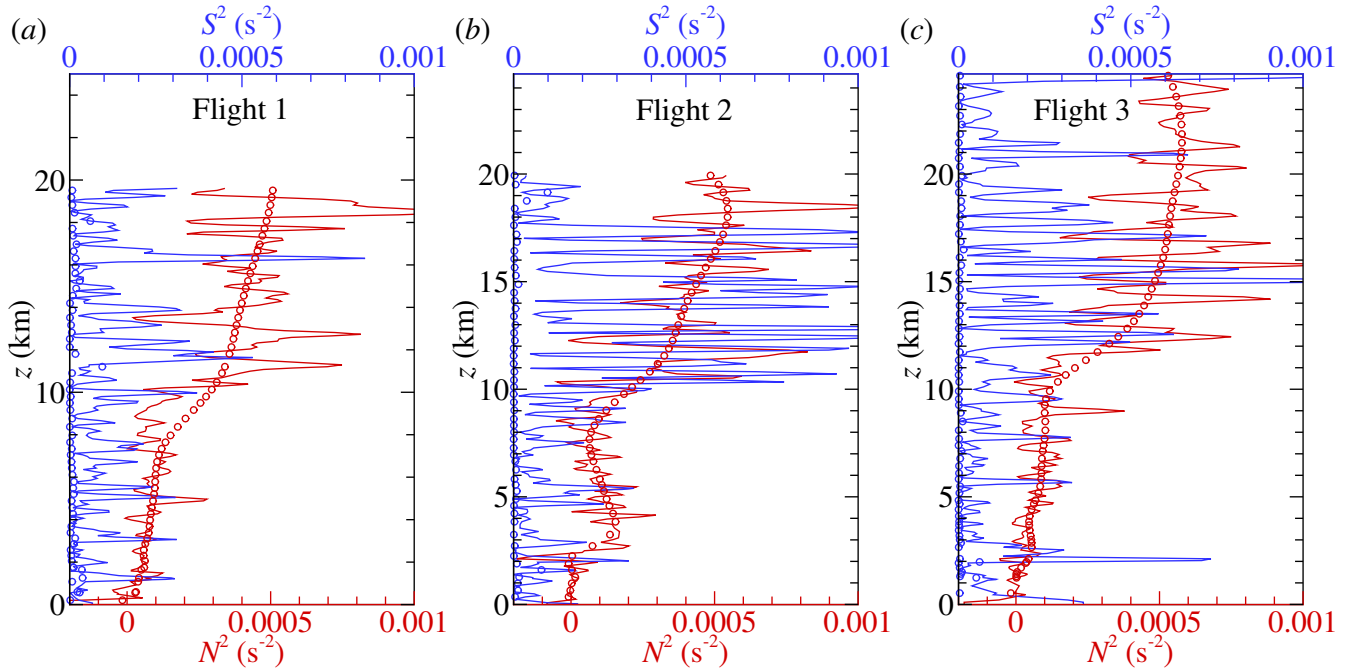 (a) S² (s⁻²) (b) S² (s⁻²) (c) S² (s⁻²)
0 0.0005 0.001 0 0.0005 0.001 0 0.0005 0.001
Flight 1 Flight 2 Flight 3
z (km) z (km) z (km)
20 20 20
15 15
10 10 10
5 5
0 0 0
0 0.0005 0.001 0 0.0005 0.001 0 0.0005 0.001
N² (s⁻²) N² (s⁻²) N² (s⁻²)